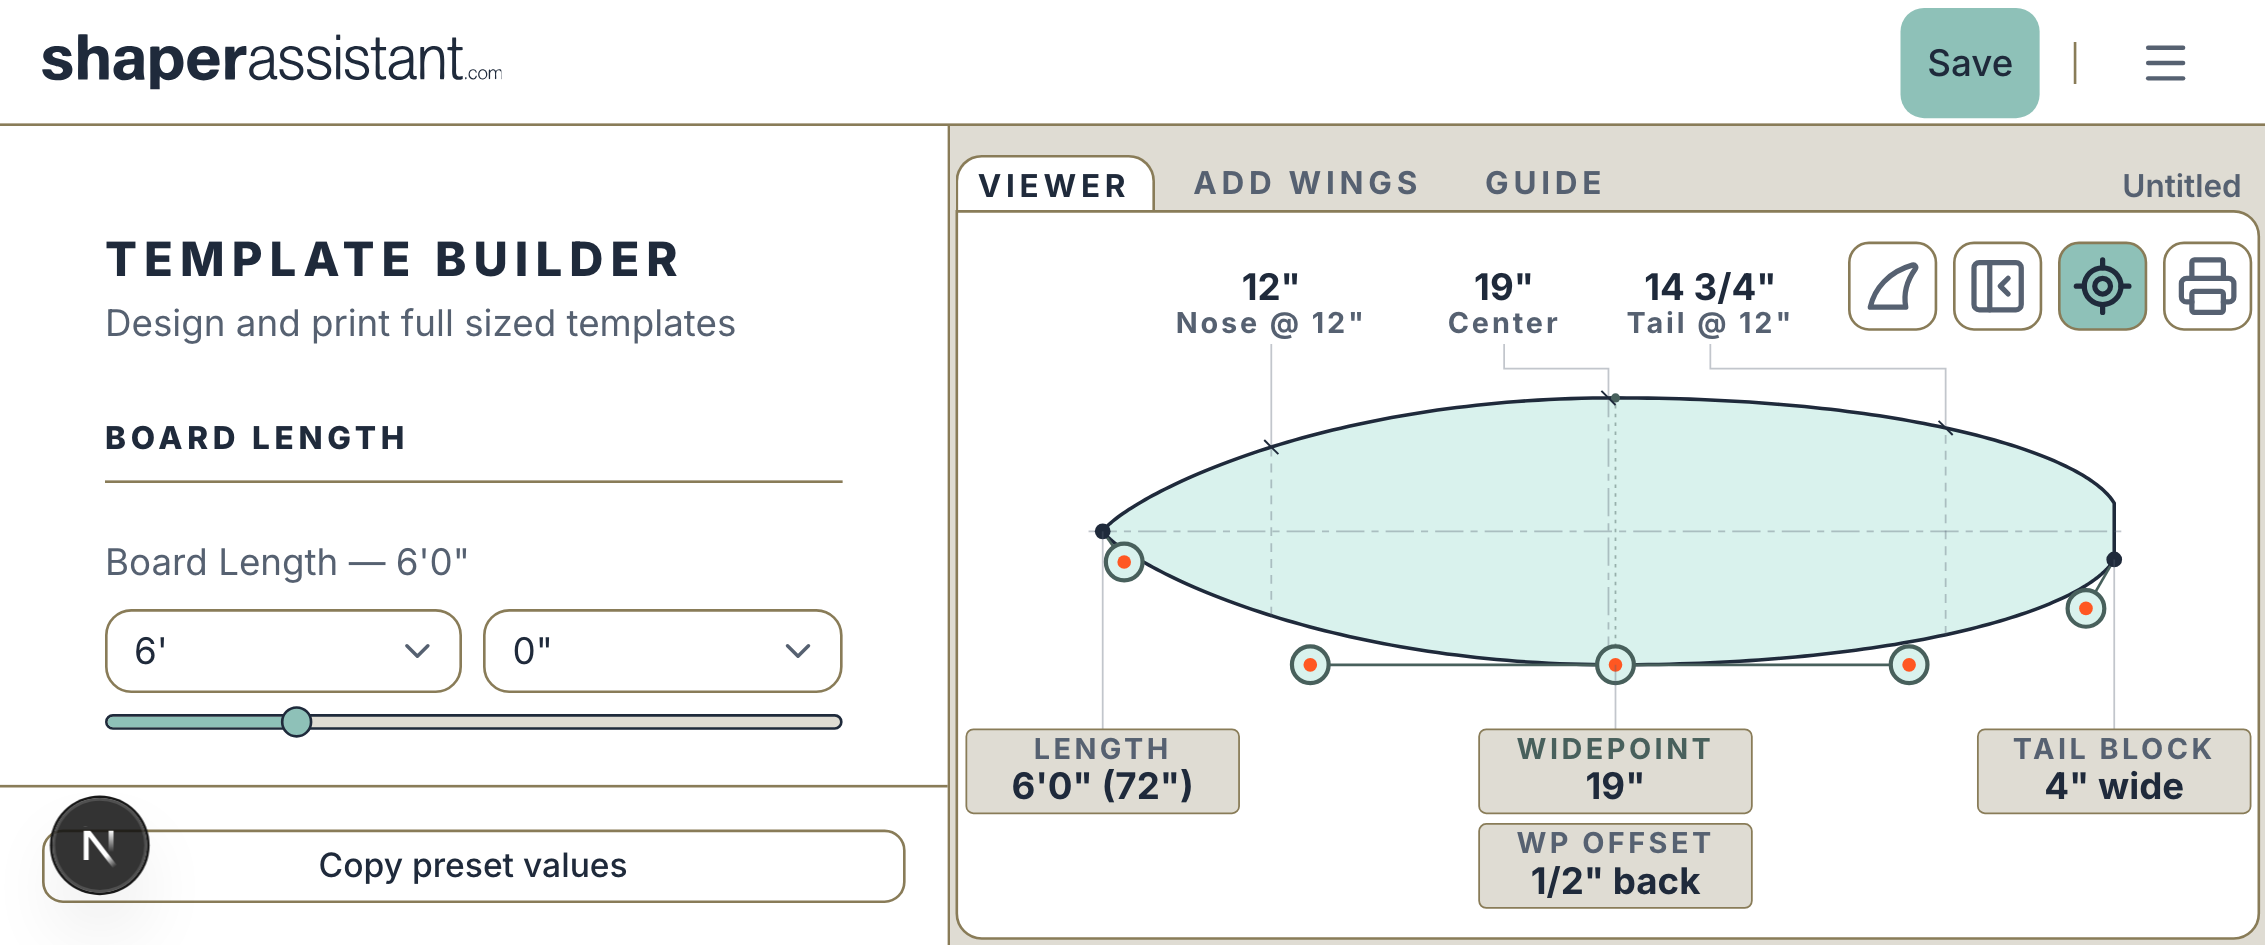 shaperassistant.com
Save
TEMPLATE BUILDER
Design and print full sized templates
BOARD LENGTH
Board Length — 6'0"
6'
0"
N
Copy preset values
VIEWER
ADD WINGS
GUIDE
Untitled
12"
Nose @ 12"
19"
Center
14 3/4"
Tail @ 12"
LENGTH
6'0" (72")
WIDEPOINT
19"
WP OFFSET
1/2" back
TAIL BLOCK
4" wide